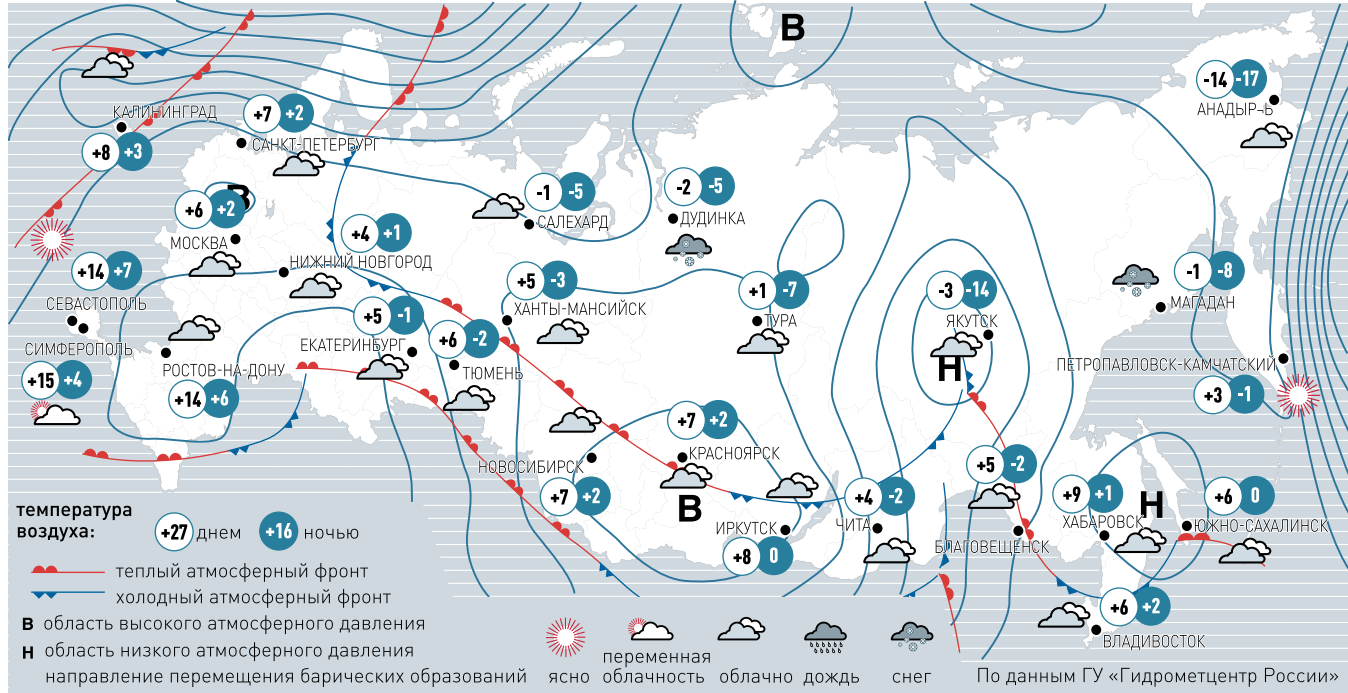 В
-14 -17
АНАДЫР¬Ь
КАЛИНИНГРАД
+8 +3
+7 +2
САНКТ-ПЕТЕРБУРГ
В
+6 +2
МОСКВА
-1 -5
САЛЕХАРД
-2 -5
ДУДИНКА
+4 +1
НИЖНИЙ НОВГОРОД
+14 +7
СЕВАСТОПОЛЬ
СИМФЕРОПОЛЬ
+15 +4
РОСТОВ-НА-ДОНУ
+14 +6
+5 -1
ЕКАТЕРИНБУРГ
+6 -2
ТЮМЕНЬ
+5 -3
ХАНТЫ-МАНСИЙСК
+1 -7
ТУРА
-3 -14
ЯКУТСК
Н
-1 -8
МАГАДАН
ПЕТРОПАВЛОВСК-КАМЧАТСКИЙ
+3 -1
НОВОСИБИРСК
+7 +2
+7 +2
КРАСНОЯРСК
В
ИРКУТСК
+8 0
+4 -2
ЧИТА
+5 -2
БЛАГОВЕЩЕНСК
+9 +1
ХАБАРОВСК
Н
+6 0
ЮЖНО-САХАЛИНСК
+6 +2
ВЛАДИВОСТОК
температура
воздуха:
+27 днем +16 ночью
теплый атмосферный фронт
холодный атмосферный фронт
В область высокого атмосферного давления
Н область низкого атмосферного давления
направление перемещения барических образований
ясно
переменная
облачность
облачно
дождь
снег
По данным ГУ «Гидрометцентр России»